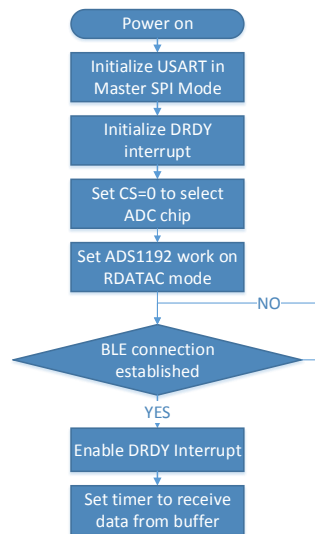 Power on
Initialize USART in
Master SPI Mode
Initialize DRDY
interrupt
Set CS=0 to select
ADC chip
Set ADS1192 work on
RDATAC mode
NO
BLE connection
established
YES
Enable DRDY Interrupt
Set timer to receive
data from buffer